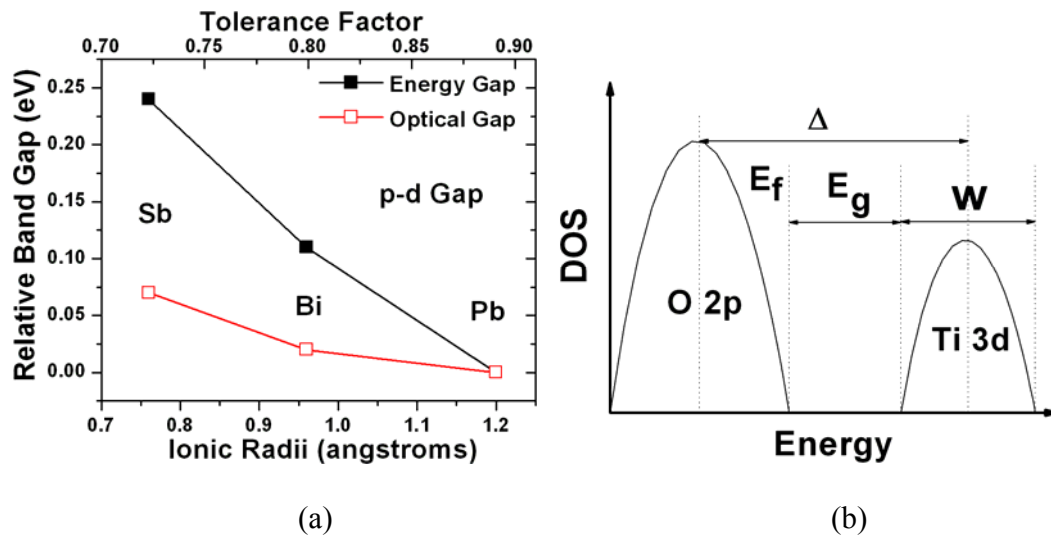 Tolerance Factor
0.70 0.75 0.80 0.85 0.90
Relative Band Gap (eV)
0.25
0.20
0.15
0.10
0.05
0.00
Energy Gap
Optical Gap
p-d Gap
Sb
Bi
Pb
0.7 0.8 0.9 1.0 1.1 1.2
Ionic Radii (angstroms)
(a)
DOS
Δ
E_f E_g W
O 2p
Ti 3d
Energy
(b)